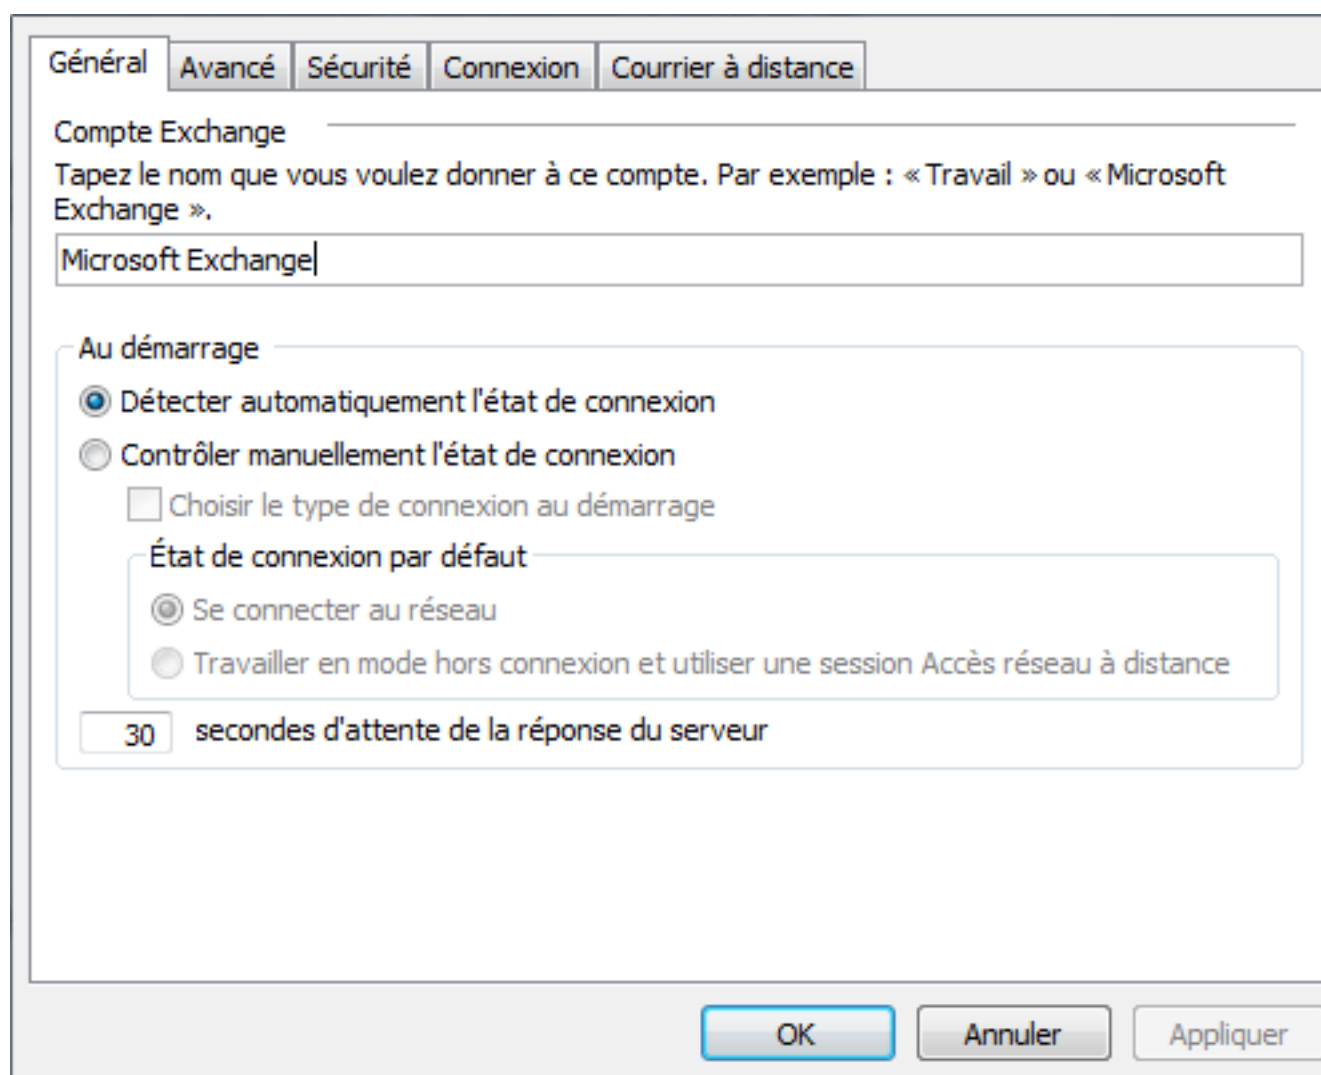 Général
Avancé
Sécurité
Connexion
Courrier à distance
Compte Exchange
Tapez le nom que vous voulez donner à ce compte. Par exemple : « Travail » ou « Microsoft
Exchange ».
Microsoft Exchange
Au démarrage
Détecter automatiquement l'état de connexion
Contrôler manuellement l'état de connexion
Choisir le type de connexion au démarrage
État de connexion par défaut
Se connecter au réseau
Travailler en mode hors connexion et utiliser une session Accès réseau à distance
30 secondes d'attente de la réponse du serveur
OK
Annuler
Appliquer